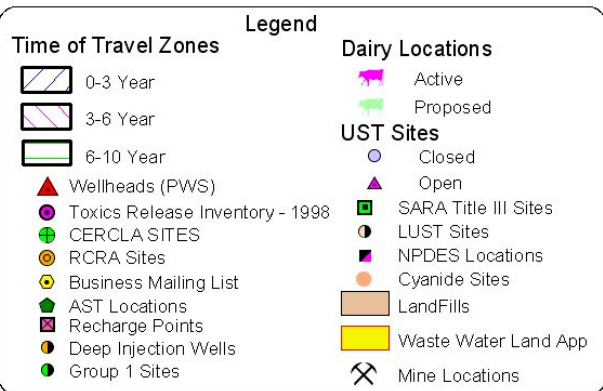 Legend
Time of Travel Zones
0-3 Year
3-6 Year
6-10 Year
Wellheads (PWS)
Toxics Release Inventory - 1998
CERCLA SITES
RCRA Sites
Business Mailing List
AST Locations
Recharge Points
Deep Injection Wells
Group 1 Sites
Dairy Locations
Active
Proposed
UST Sites
Closed
Open
SARA Title III Sites
LUST Sites
NPDES Locations
Cyanide Sites
LandFills
Waste Water Land App
Mine Locations